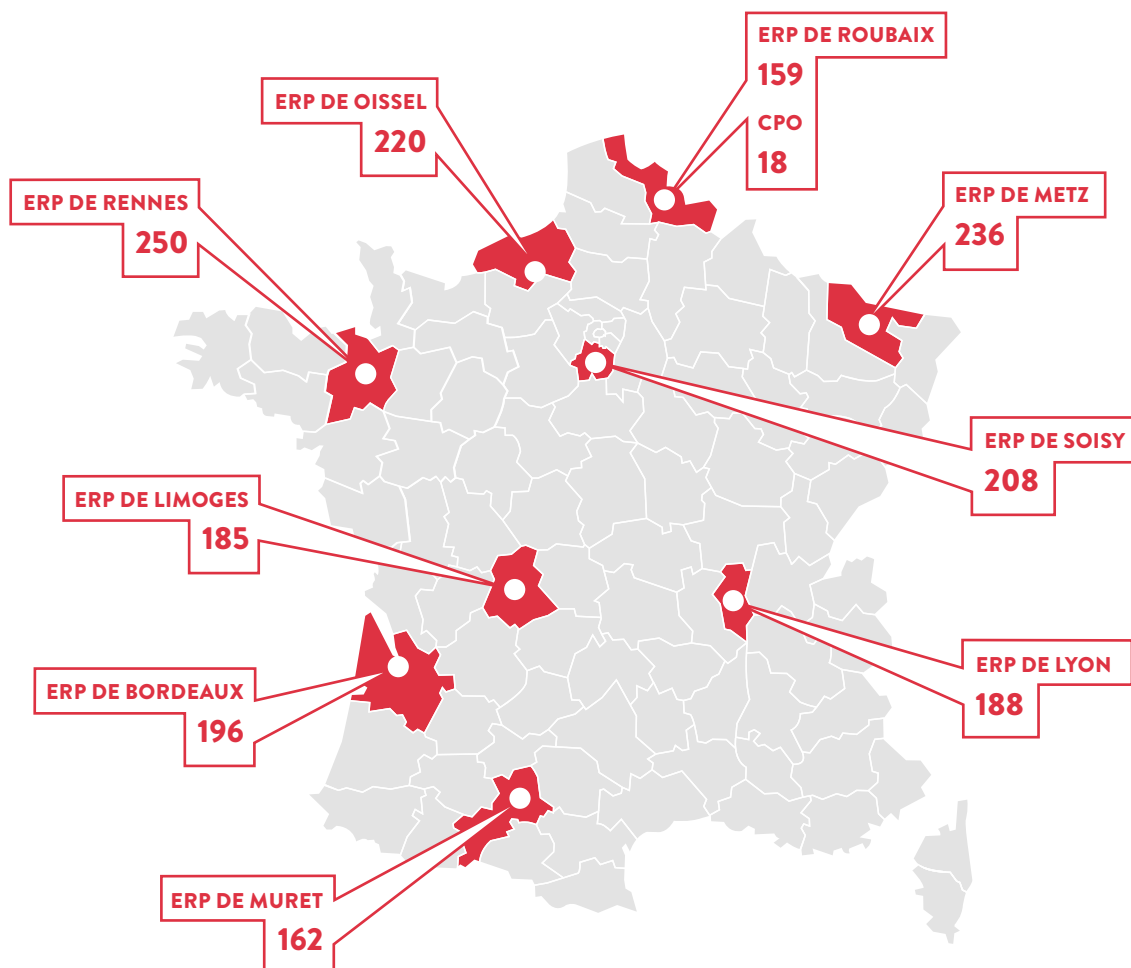 ERP DE ROUBAIX
159
CPO
18
ERP DE OISSEL
220
ERP DE RENNES
250
ERP DE METZ
236
ERP DE SOISY
208
ERP DE LIMOGES
185
ERP DE LYON
188
ERP DE BORDEAUX
196
ERP DE MURET
162